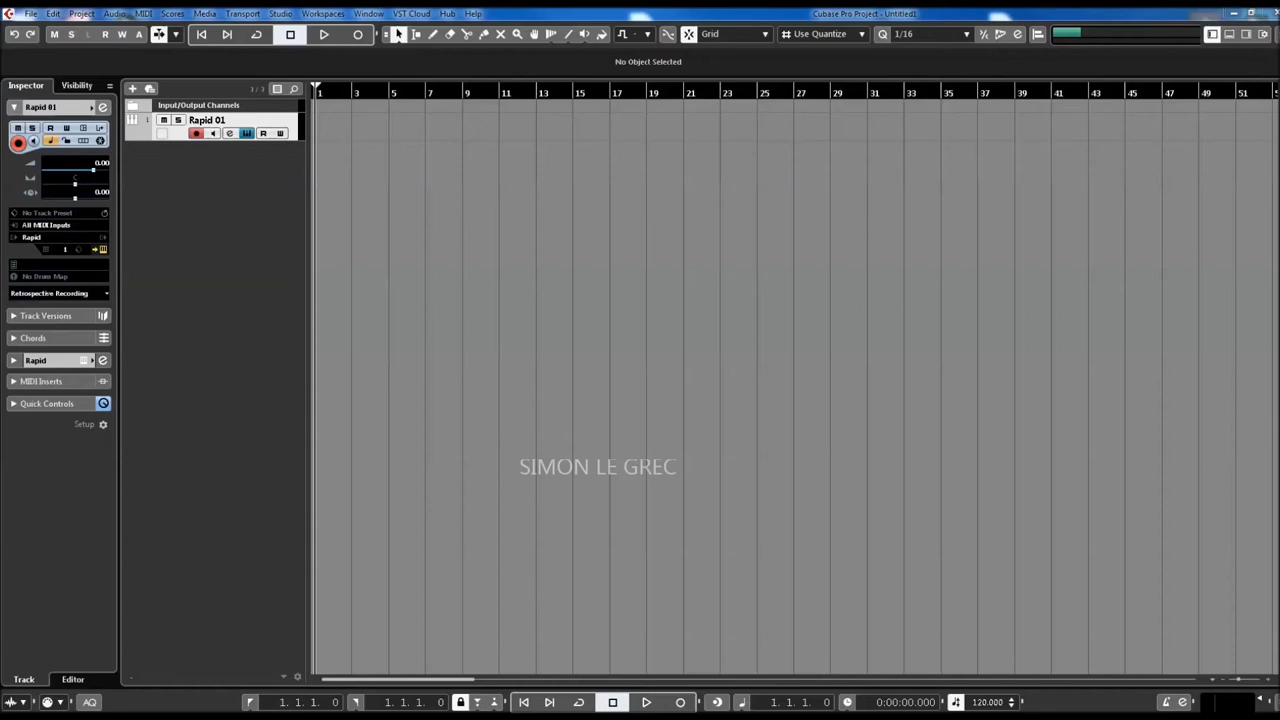 File Edit Project Audio MIDI Scores Media Transport Studio Workspaces Window VST Cloud Hub Help Cubase Pro Project - Untitled1
M S L R W A Grid Use Quantize Q 1/16
No Object Selected
Inspector Visibility 3 / 3 1 3 5 7 9 11 13 15 17 19 21 23 25 27 29 31 33 35 37 39 41 43 45 47 49 51
Rapid 01 Input/Output Channels
1 M S Rapid 01
M S R W
R W
0.00
C
0.00
No Track Preset
All MIDI Inputs
Rapid
1
No Drum Map
Retrospective Recording
Track Versions
Chords
Rapid
MIDI Inserts
Quick Controls
Setup
SIMON LE GREC
Track Editor
AQ 1. 1. 1. 0 1. 1. 1. 0 1. 1. 1. 0 0:00:00.000 120.000